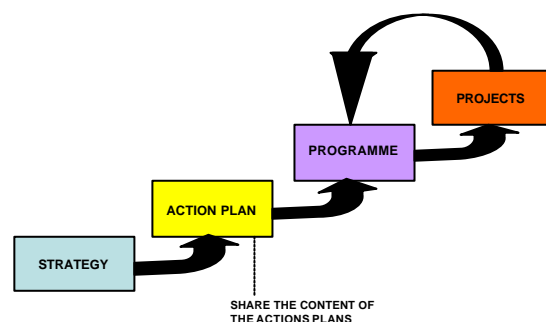 PROJECTS
PROGRAMME
ACTION PLAN
STRATEGY
SHARE THE CONTENT OF
THE ACTIONS PLANS